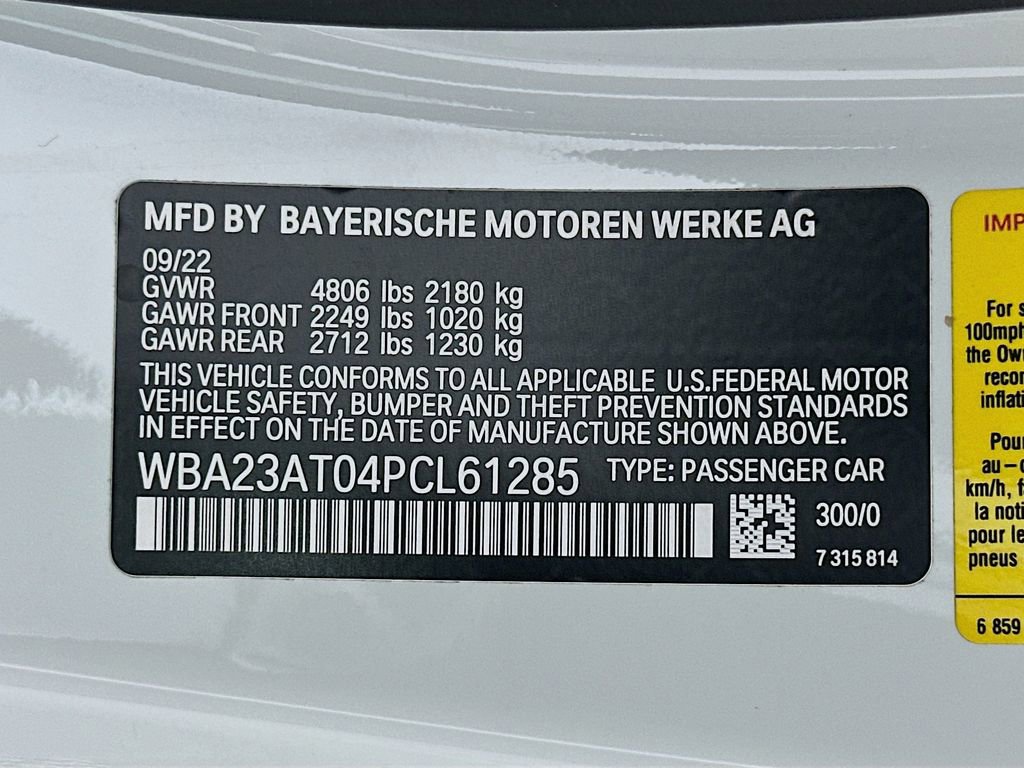 MFD BY BAYERISCHE MOTOREN WERKE AG
09/22
GVWR 4806 lbs 2180 kg
GAWR FRONT 2249 lbs 1020 kg
GAWR REAR 2712 lbs 1230 kg
THIS VEHICLE CONFORMS TO ALL APPLICABLE U.S.FEDERAL MOTOR
VEHICLE SAFETY, BUMPER AND THEFT PREVENTION STANDARDS
IN EFFECT ON THE DATE OF MANUFACTURE SHOWN ABOVE.
WBA23AT04PCL61285 TYPE: PASSENGER CAR
300/0
7 315 814
IMP
For s
100mph
the Own
recon
inflati
Pour
au-d
km/h, f
la noti
pour le
pneus
6 859